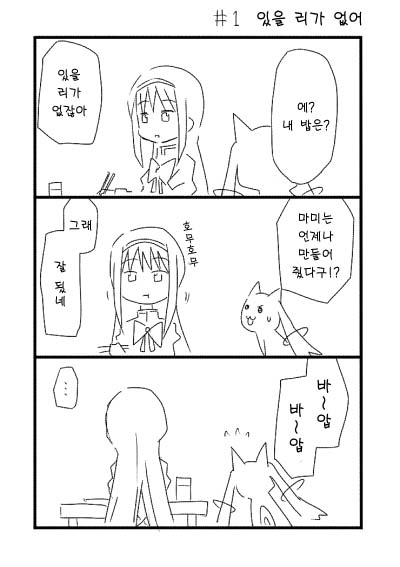 #1 있을 리가 없어
에?
내 밥은?
있을
리가
없잖아
마미는
언제나
만들어
줬다구!?
호무호무
그래
잘
됐네
바~압
바~압
...